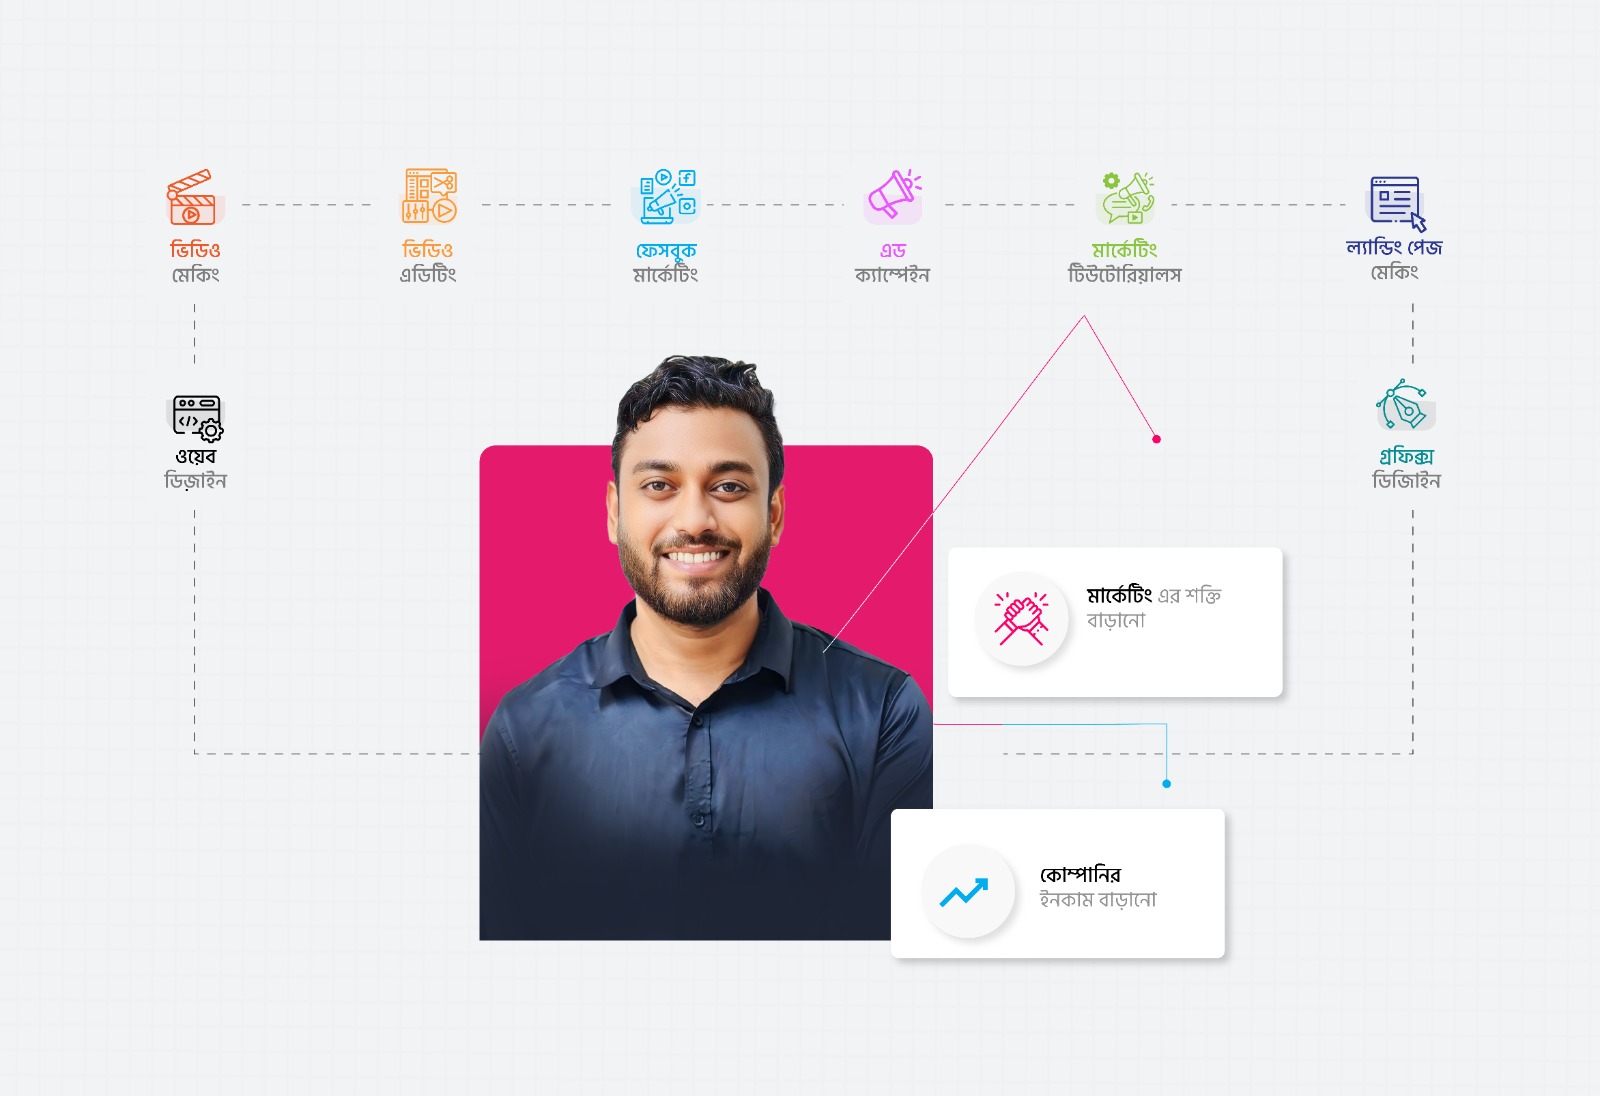 ভিডিও
মেকিং
ভিডিও
এডিটিং
ফেসবুক
মার্কেটিং
এড
ক্যাম্পেইন
মার্কেটিং
টিউটোরিয়ালস
ল্যান্ডিং পেজ
মেকিং
ওয়েব
ডিজাইন
গ্রফিক্স
ডিজিাইন
মার্কেটিং এর শক্তি
বাড়ানো
কোম্পানির
ইনকাম বাড়ানো